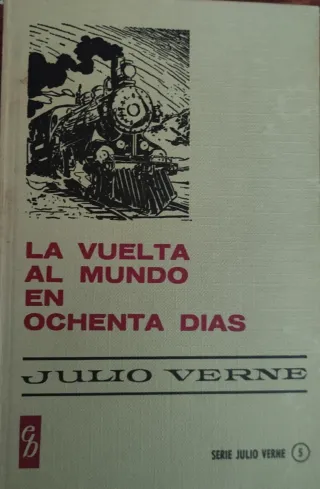 LA VUELTA
AL MUNDO
EN
OCHENTA DIAS
JULIO VERNE
eb
SERIE JULIO VERNE 5